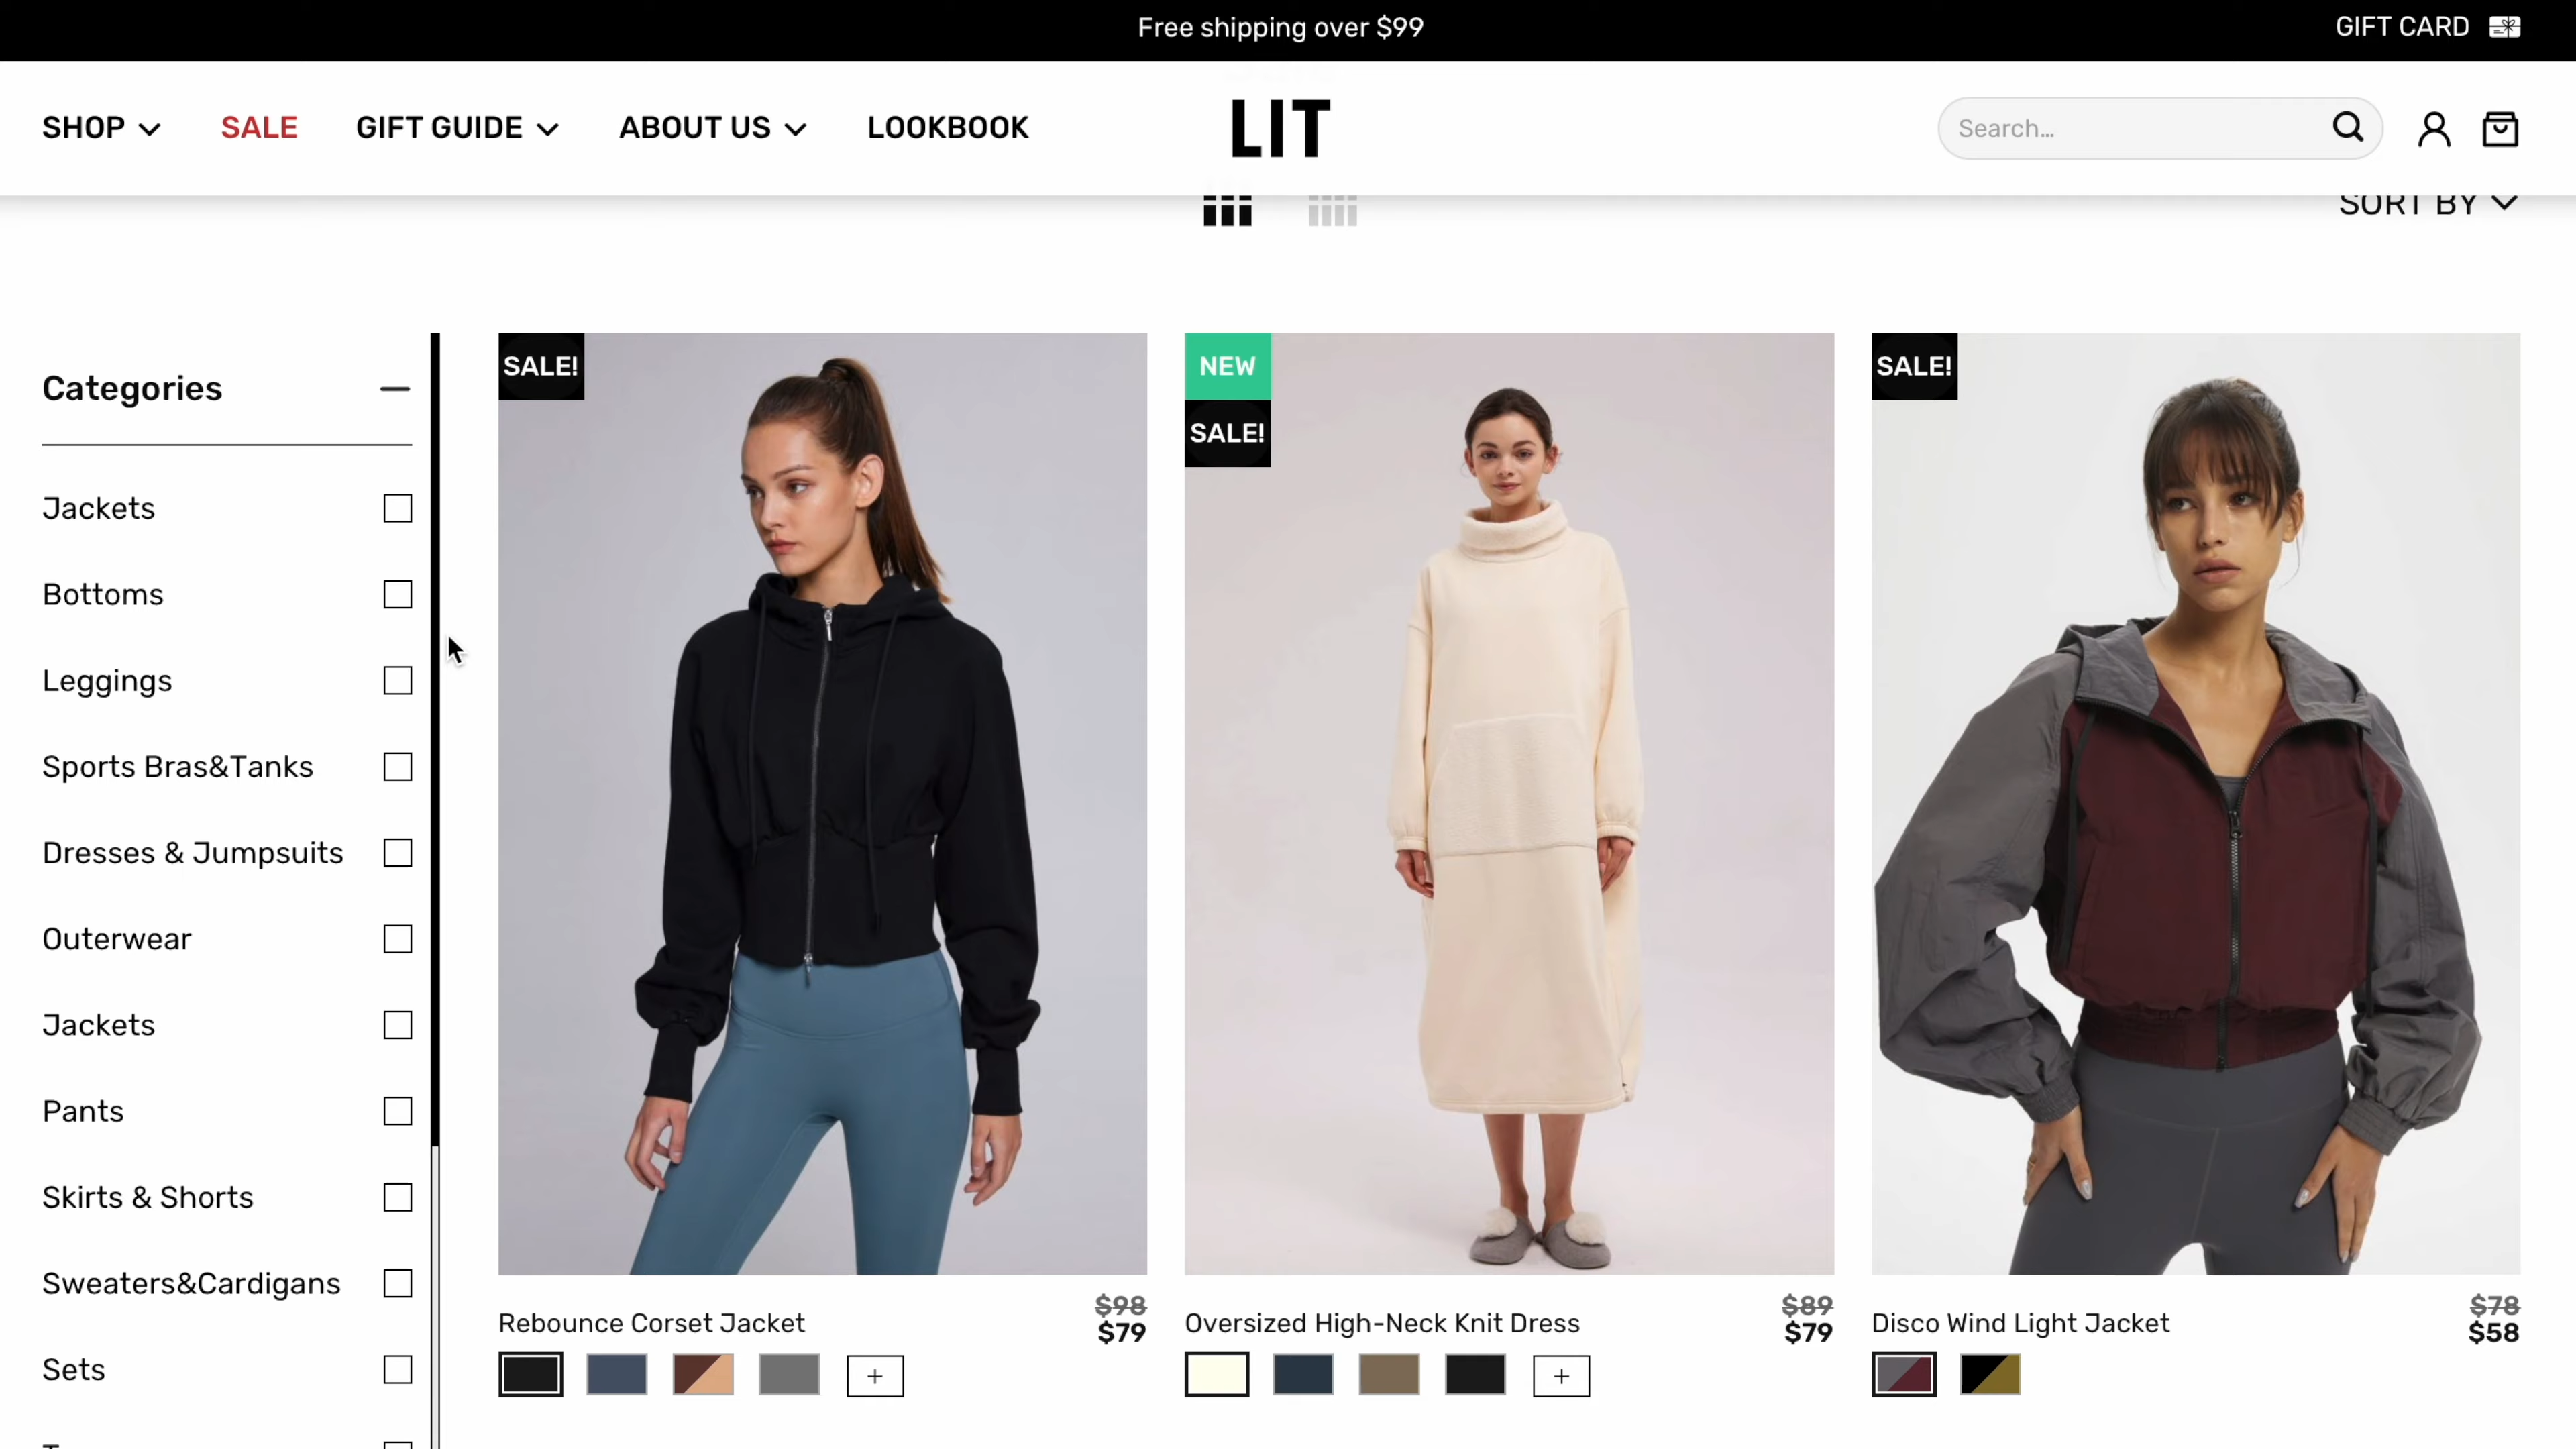 Free shipping over $99
GIFT CARD
SHOP
SALE
GIFT GUIDE
ABOUT US
LOOKBOOK
LIT
Search...
SORT BY
Categories
Jackets
Bottoms
Leggings
Sports Bras&Tanks
Dresses & Jumpsuits
Outerwear
Jackets
Pants
Skirts & Shorts
Sweaters&Cardigans
Sets
SALE!
Rebounce Corset Jacket
$98
$79
+
NEW
SALE!
Oversized High-Neck Knit Dress
$89
$79
+
SALE!
Disco Wind Light Jacket
$78
$58